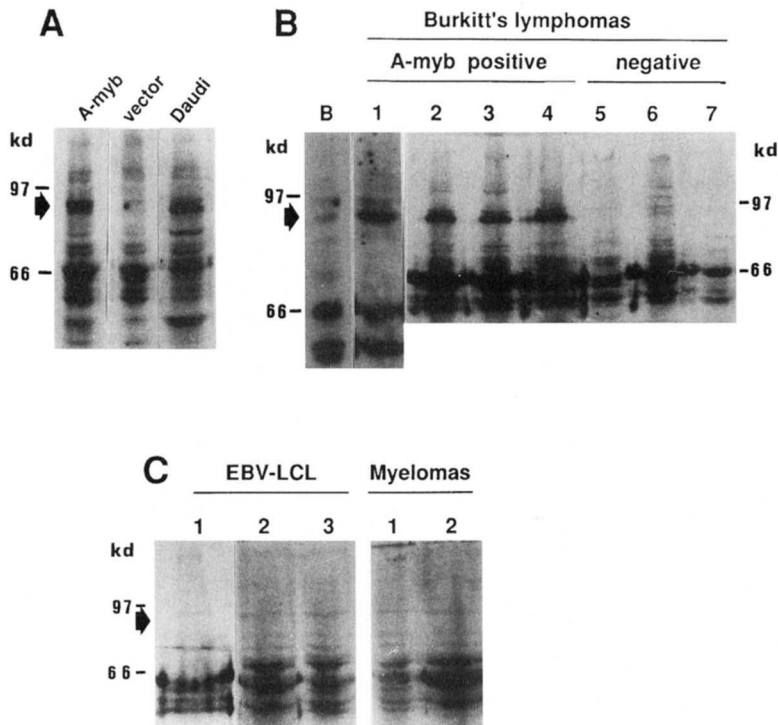 A
A-myb vector Daudi
kd
97
66
B
Burkitt's lymphomas
A-myb positive negative
B 1 2 3 4 5 6 7
kd kd
97 97
66
66
C
EBV-LCL Myelomas
1 2 3 1 2
kd
97
66